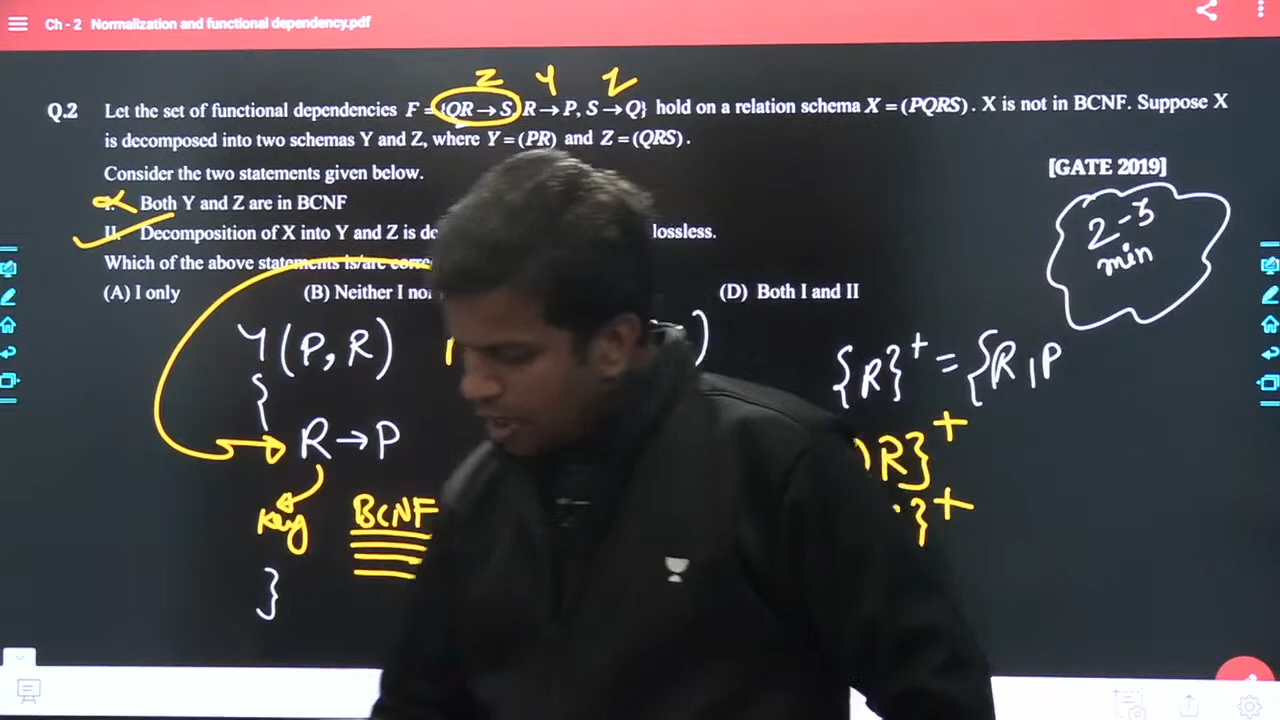 Ch - 2 Normalization and functional dependency.pdf
Z Y Z
Q.2 Let the set of functional dependencies F = {QR → S, R → P, S → Q} hold on a relation schema X = (PQRS). X is not in BCNF. Suppose X
is decomposed into two schemas Y and Z, where Y = (PR) and Z = (QRS).
Consider the two statements given below.
[GATE 2019]
I. Both Y and Z are in BCNF
II. Decomposition of X into Y and Z is lossless.
Which of the above statements is/are
(A) I only (B) Neither I (D) Both I and II
2-3
min
Y (P, R) )
{R}+ = {R, P
{
R → P
R}+
Key BCNF
}+
}